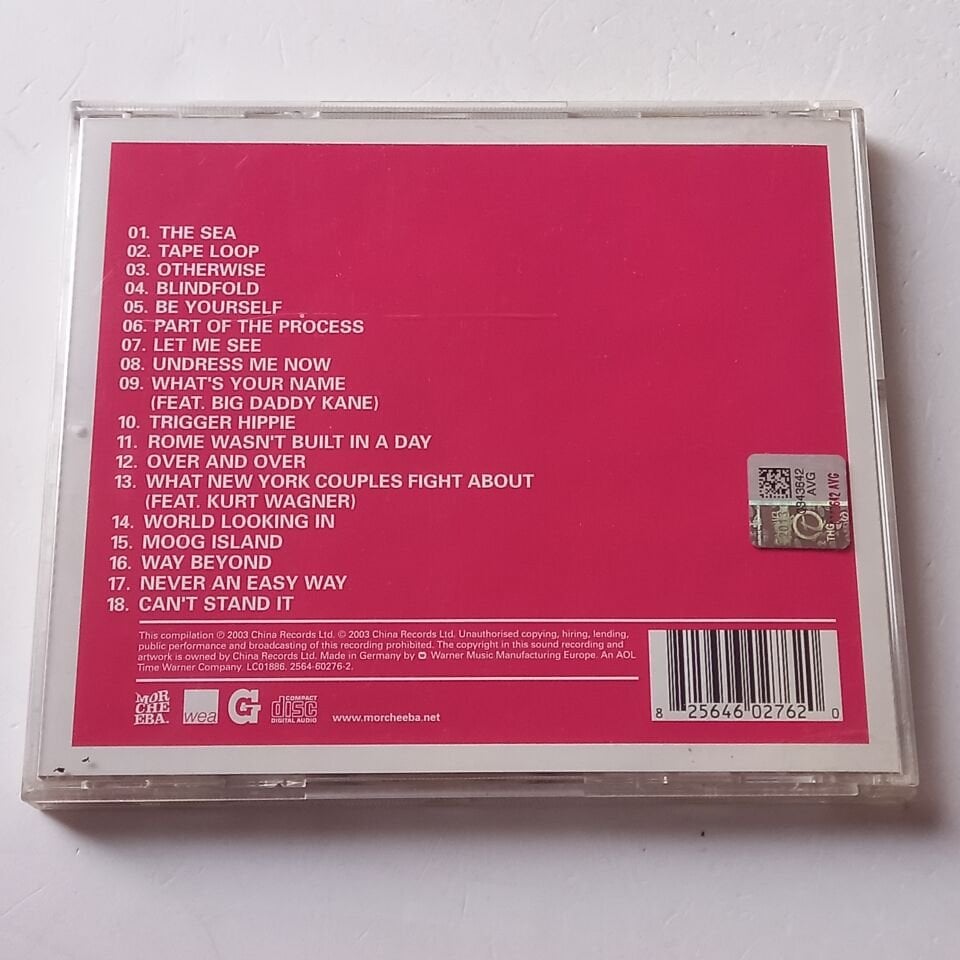 01. THE SEA
02. TAPE LOOP
03. OTHERWISE
04. BLINDFOLD
05. BE YOURSELF
06. PART OF THE PROCESS
07. LET ME SEE
08. UNDRESS ME NOW
09. WHAT'S YOUR NAME
(FEAT. BIG DADDY KANE)
10. TRIGGER HIPPIE
11. ROME WASN'T BUILT IN A DAY
12. OVER AND OVER
13. WHAT NEW YORK COUPLES FIGHT ABOUT
(FEAT. KURT WAGNER)
14. WORLD LOOKING IN
15. MOOG ISLAND
16. WAY BEYOND
17. NEVER AN EASY WAY
18. CAN'T STAND IT
This compilation ℗ 2003 China Records Ltd. © 2003 China Records Ltd. Unauthorised copying, hiring, lending,
public performance and broadcasting of this recording prohibited. The copyright in this sound recording and
artwork is owned by China Records Ltd. Made in Germany by Warner Music Manufacturing Europe. An AOL
Time Warner Company. LC01886. 2564-60276-2.
MOR
CHE
EBA.
wea
G
COMPACT
disc
DIGITAL AUDIO
www.morcheeba.net
8 25646 02762 0
943642
AVG
THG
642 AVG